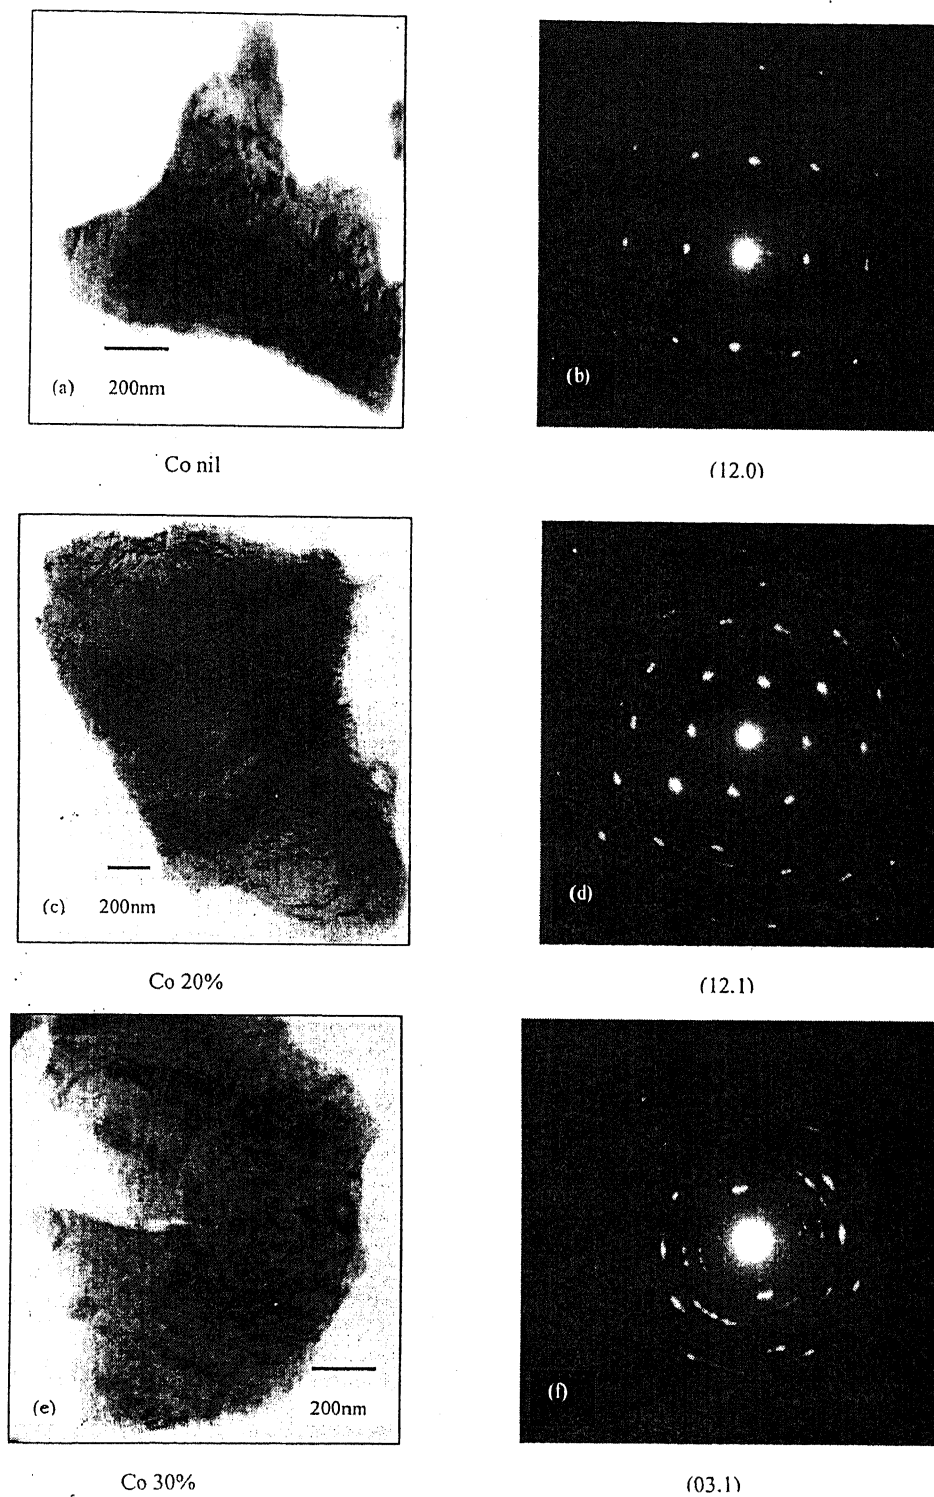 (a) 200nm
(b)
Co nil
(12.0)
(c) 200nm
(d)
Co 20%
(12.1)
200nm
(e)
(f)
Co 30%
(03.1)